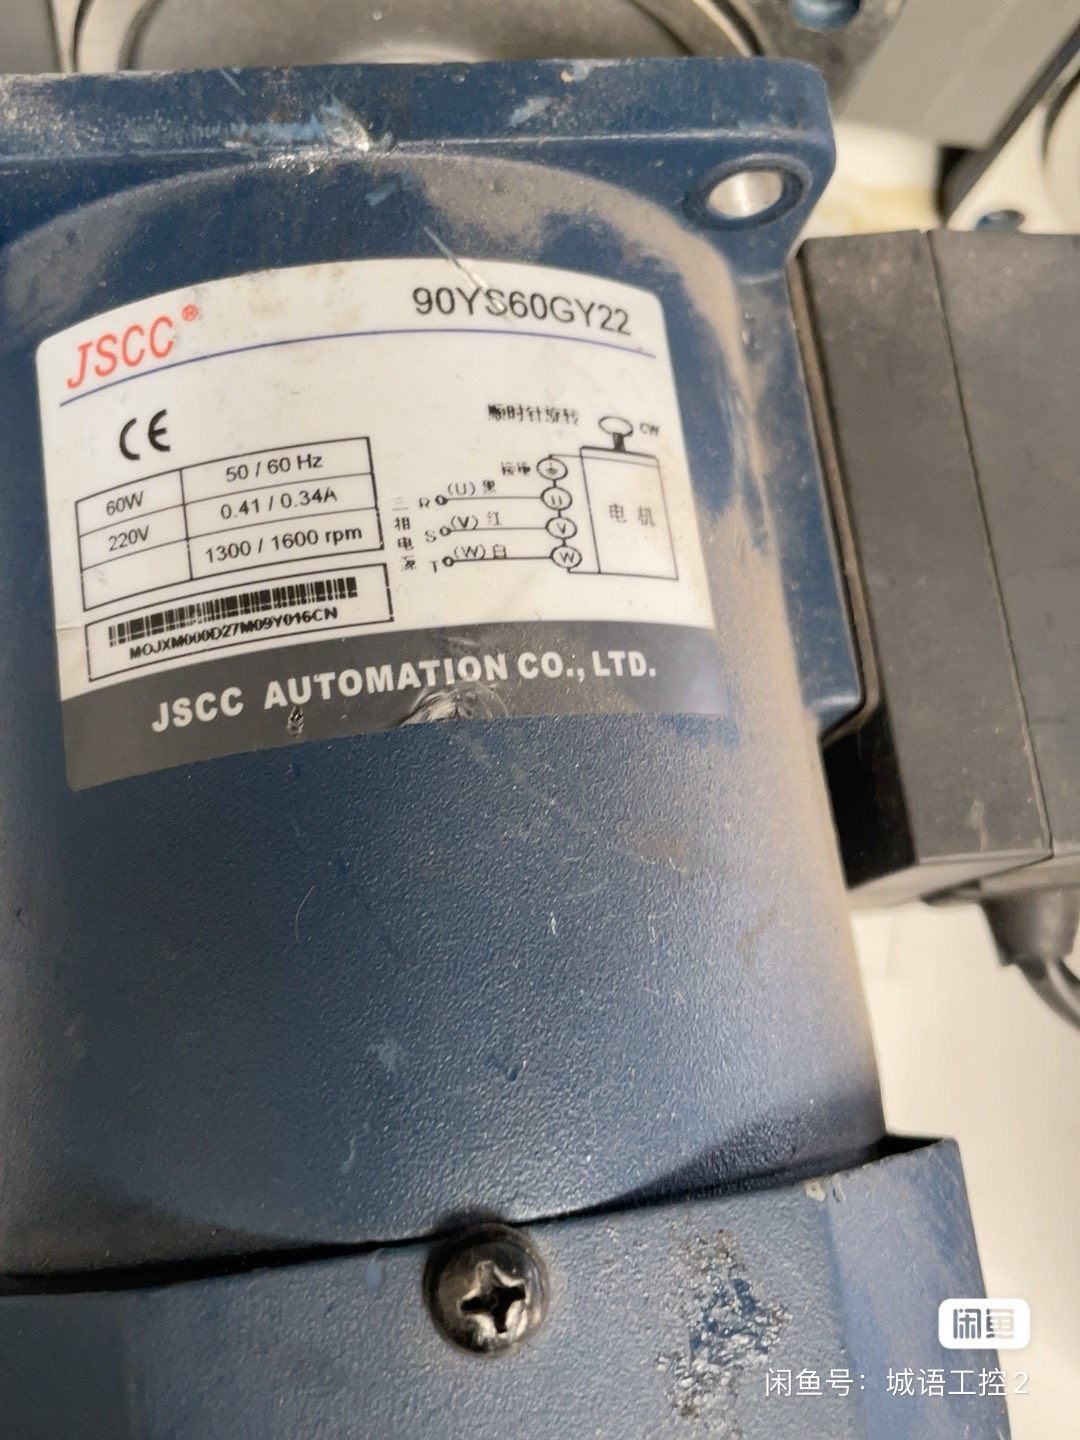 JSCC®
90YS60GY22
CE
60W
50 / 60 Hz
220V
0.41 / 0.34A
1300 / 1600 rpm
MOJXM000D27M09Y016CN
顺时针旋转
CW
接地
三相电源
R (U) 黑 U
S (V) 红 V
T (W) 白 W
电机
JSCC AUTOMATION CO., LTD.
闲鱼
闲鱼号：城语工控2